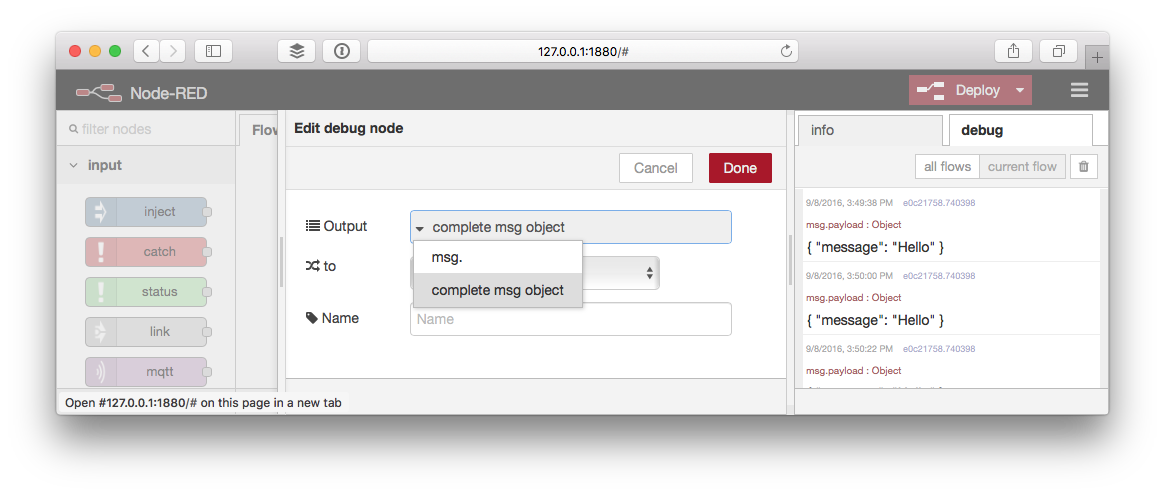 127.0.0.1:1880/#
Node-RED
Deploy
filter nodes
Flow
input
inject
catch
status
link
mqtt
Open #127.0.0.1:1880/# on this page in a new tab
Edit debug node
Cancel
Done
Output
complete msg object
msg.
complete msg object
to
Name
Name
info
debug
all flows
current flow
9/8/2016, 3:49:38 PM e0c21758.740398
msg.payload : Object
{ "message": "Hello" }
9/8/2016, 3:50:00 PM e0c21758.740398
msg.payload : Object
{ "message": "Hello" }
9/8/2016, 3:50:22 PM e0c21758.740398
msg.payload : Object